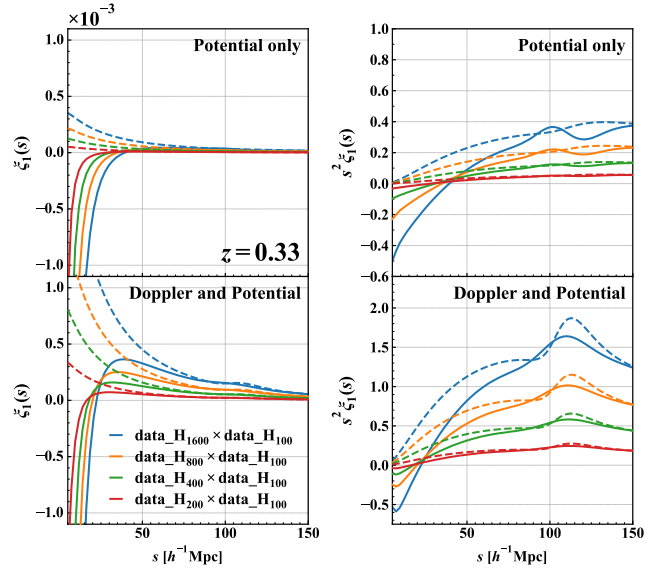 ×10⁻³
Potential only
1.0
0.5
0.0
−0.5
−1.0
ξ₁(s)
z = 0.33
Potential only
1.0
0.8
0.6
0.4
0.2
0.0
−0.2
−0.4
−0.6
s² ξ₁(s)
Doppler and Potential
1.0
0.5
0.0
−0.5
−1.0
ξ₁(s)
data_H₁₆₀₀ × data_H₁₀₀
data_H₈₀₀ × data_H₁₀₀
data_H₄₀₀ × data_H₁₀₀
data_H₂₀₀ × data_H₁₀₀
50 100 150
s [h⁻¹Mpc]
Doppler and Potential
2.0
1.5
1.0
0.5
0.0
−0.5
s² ξ₁(s)
50 100 150
s [h⁻¹Mpc]